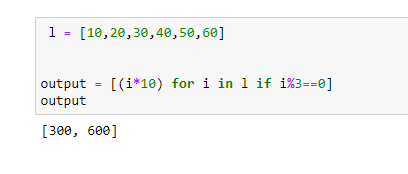 l = [10,20,30,40,50,60]
output = [(i*10) for i in l if i%3==0]
output
[300, 600]